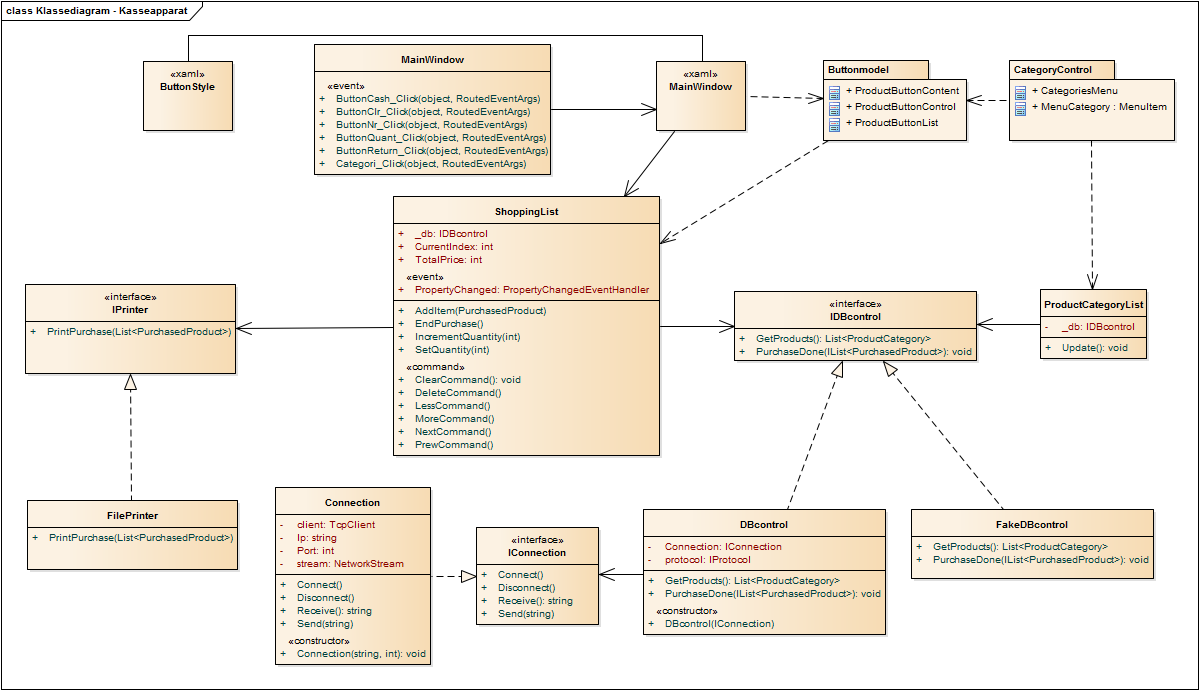 class Klassediagram - Kasseapparat
«xaml»
ButtonStyle
MainWindow
«event»
+ ButtonCash_Click(object, RoutedEventArgs)
+ ButtonClr_Click(object, RoutedEventArgs)
+ ButtonNr_Click(object, RoutedEventArgs)
+ ButtonQuant_Click(object, RoutedEventArgs)
+ ButtonReturn_Click(object, RoutedEventArgs)
+ Categori_Click(object, RoutedEventArgs)
«xaml»
MainWindow
Buttonmodel
+ ProductButtonContent
+ ProductButtonControl
+ ProductButtonList
CategoryControl
+ CategoriesMenu
+ MenuCategory : MenuItem
ShoppingList
+ _db: IDBcontrol
+ CurrentIndex: int
+ TotalPrice: int
«event»
+ PropertyChanged: PropertyChangedEventHandler
+ AddItem(PurchasedProduct)
+ EndPurchase()
+ IncrementQuantity(int)
+ SetQuantity(int)
«command»
+ ClearCommand(): void
+ DeleteCommand()
+ LessCommand()
+ MoreCommand()
+ NextCommand()
+ PrewCommand()
«interface»
IPrinter
+ PrintPurchase(List<PurchasedProduct>)
«interface»
IDBcontrol
+ GetProducts(): List<ProductCategory>
+ PurchaseDone(IList<PurchasedProduct>): void
ProductCategoryList
- _db: IDBcontrol
+ Update(): void
FilePrinter
+ PrintPurchase(List<PurchasedProduct>)
Connection
- client: TcpClient
- Ip: string
- Port: int
- stream: NetworkStream
+ Connect()
+ Disconnect()
+ Receive(): string
+ Send(string)
«constructor»
+ Connection(string, int): void
«interface»
IConnection
+ Connect()
+ Disconnect()
+ Receive(): string
+ Send(string)
DBcontrol
- Connection: IConnection
- protocol: IProtocol
+ GetProducts(): List<ProductCategory>
+ PurchaseDone(IList<PurchasedProduct>): void
«constructor»
+ DBcontrol(IConnection)
FakeDBcontrol
+ GetProducts(): List<ProductCategory>
+ PurchaseDone(IList<PurchasedProduct>): void